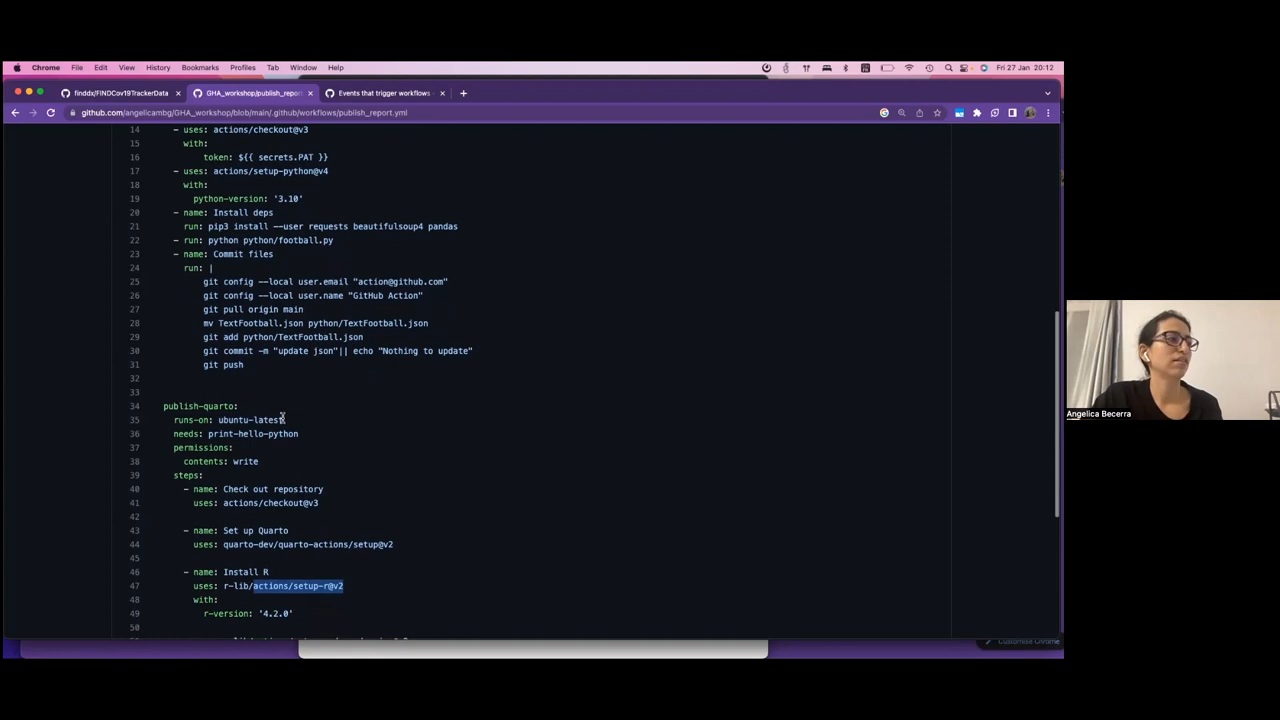 Chrome File Edit View History Bookmarks Profiles Tab Window Help Fri 27 Jan 20:12
finddx/FINDCov19TrackerData GHA_workshop/publish_report Events that trigger workflows -
github.com/angelicambg/GHA_workshop/blob/main/.github/workflows/publish_report.yml
14 - uses: actions/checkout@v3
15 with:
16 token: ${{ secrets.PAT }}
17 - uses: actions/setup-python@v4
18 with:
19 python-version: '3.10'
20 - name: Install deps
21 run: pip3 install --user requests beautifulsoup4 pandas
22 - run: python python/football.py
23 - name: Commit files
24 run: |
25 git config --local user.email "action@github.com"
26 git config --local user.name "GitHub Action"
27 git pull origin main
28 mv TextFootball.json python/TextFootball.json
29 git add python/TextFootball.json
30 git commit -m "update json"|| echo "Nothing to update"
31 git push
32
33
34 publish-quarto:
35 runs-on: ubuntu-latest
36 needs: print-hello-python
37 permissions:
38 contents: write
39 steps:
40 - name: Check out repository
41 uses: actions/checkout@v3
42
43 - name: Set up Quarto
44 uses: quarto-dev/quarto-actions/setup@v2
45
46 - name: Install R
47 uses: r-lib/actions/setup-r@v2
48 with:
49 r-version: '4.2.0'
50
Customise Chrome
Angelica Becerra